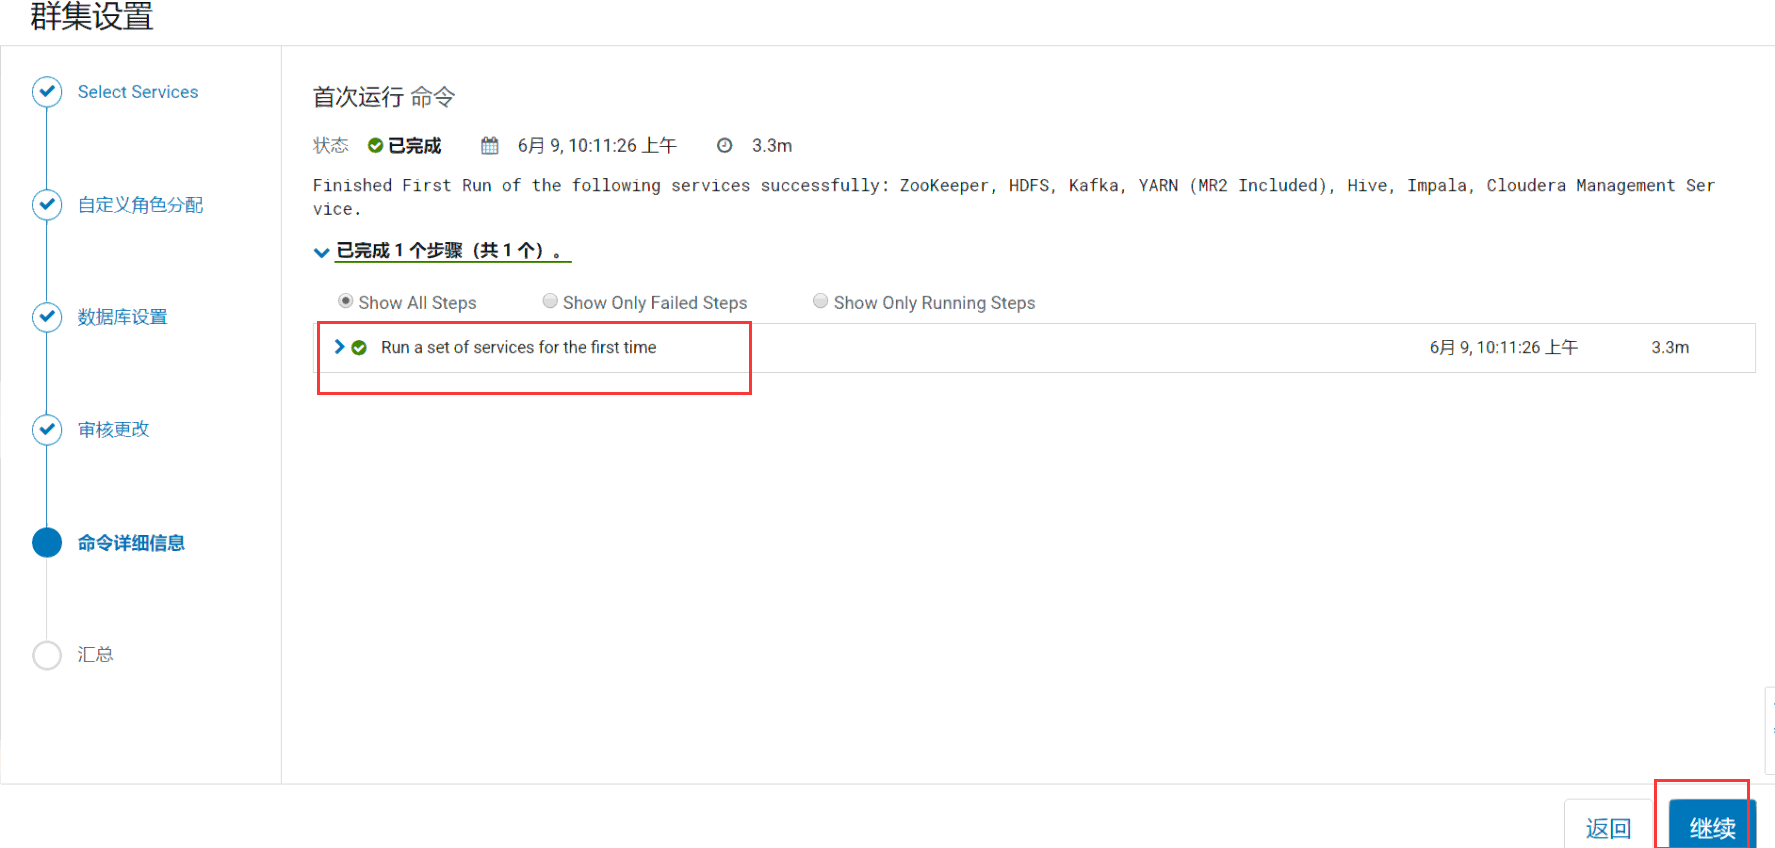 群集设置
Select Services
自定义角色分配
数据库设置
审核更改
命令详细信息
汇总
首次运行 命令
状态 已完成 6月 9, 10:11:26 上午 3.3m
Finished First Run of the following services successfully: ZooKeeper, HDFS, Kafka, YARN (MR2 Included), Hive, Impala, Cloudera Management Ser
vice.
已完成 1 个步骤（共 1 个）。
Show All Steps Show Only Failed Steps Show Only Running Steps
Run a set of services for the first time 6月 9, 10:11:26 上午 3.3m
返回 继续